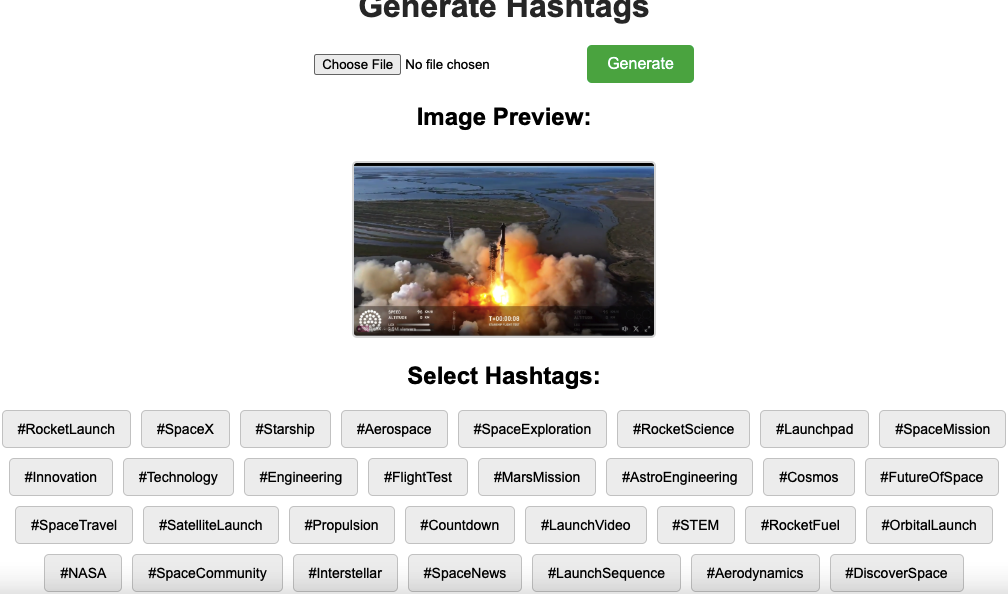 Generate Hashtags
Choose File No file chosen
Generate
Image Preview:
SPEED
ALTITUDE
T+00:00:08
Select Hashtags:
#RocketLaunch #SpaceX #Starship #Aerospace #SpaceExploration #RocketScience #Launchpad #SpaceMission
#Innovation #Technology #Engineering #FlightTest #MarsMission #AstroEngineering #Cosmos #FutureOfSpace
#SpaceTravel #SatelliteLaunch #Propulsion #Countdown #LaunchVideo #STEM #RocketFuel #OrbitalLaunch
#NASA #SpaceCommunity #Interstellar #SpaceNews #LaunchSequence #Aerodynamics #DiscoverSpace